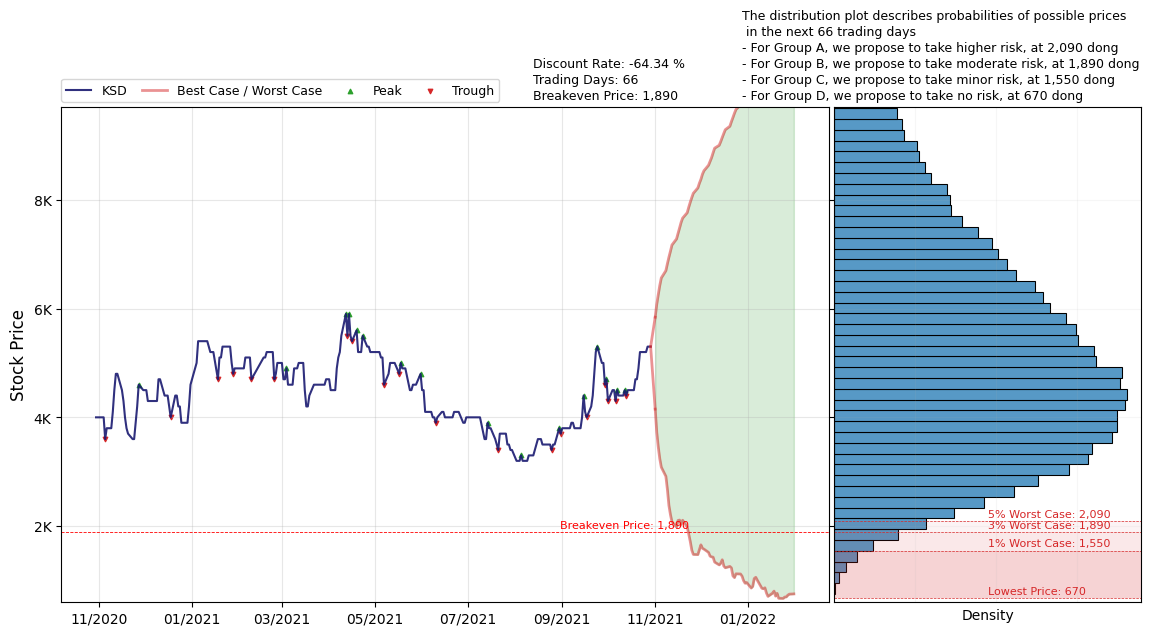 The distribution plot describes probabilities of possible prices
in the next 66 trading days
- For Group A, we propose to take higher risk, at 2,090 dong
- For Group B, we propose to take moderate risk, at 1,890 dong
- For Group C, we propose to take minor risk, at 1,550 dong
- For Group D, we propose to take no risk, at 670 dong
Discount Rate: -64.34 %
Trading Days: 66
Breakeven Price: 1,890
KSD
Best Case / Worst Case
Peak
Trough
Stock Price
8K
6K
4K
2K
Breakeven Price: 1,890
5% Worst Case: 2,090
3% Worst Case: 1,890
1% Worst Case: 1,550
Lowest Price: 670
11/2020
01/2021
03/2021
05/2021
07/2021
09/2021
11/2021
01/2022
Density